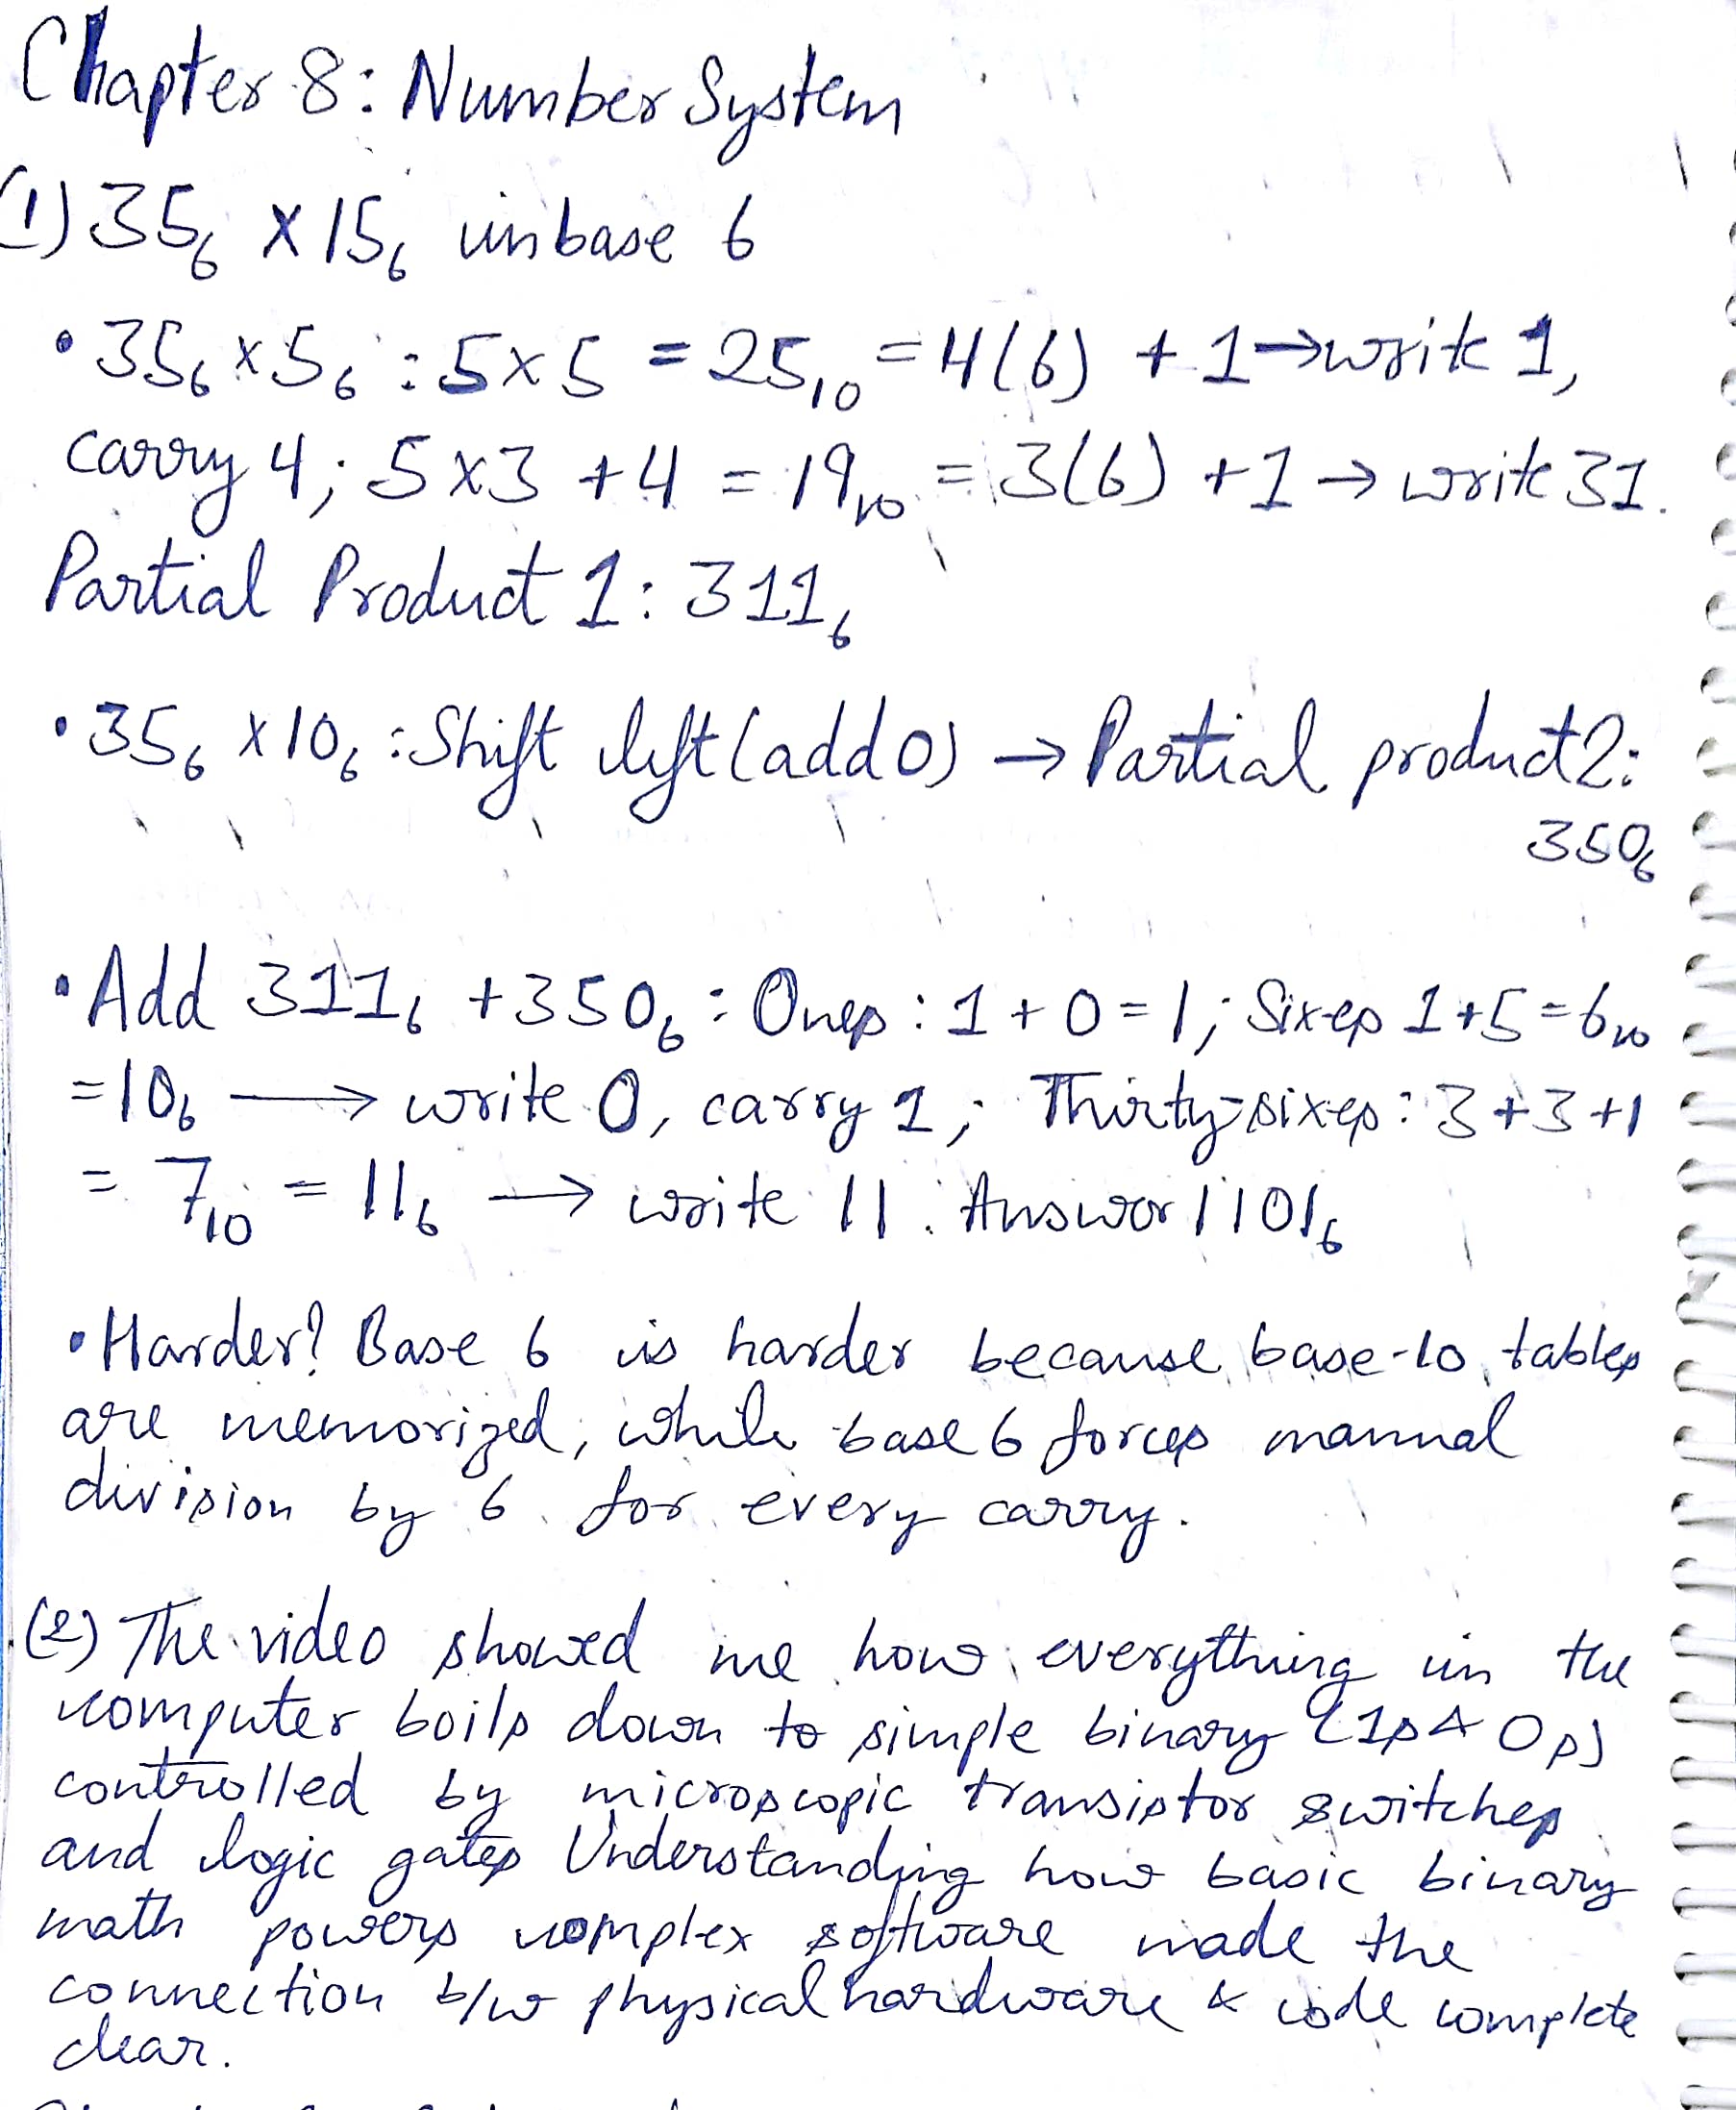 Chapter 8: Number System
(1) 35₆ × 15₆ in base 6
• 35₆ × 5₆ : 5 × 5 = 25₁₀ = 4(6) + 1 → write 1,
carry 4; 5 × 3 + 4 = 19₁₀ = 3(6) + 1 → write 31.
Partial Product 1: 311₆
• 35₆ × 10₆ : Shift left (add 0) → Partial product 2:
350₆
• Add 311₆ + 350₆ : Ones : 1 + 0 = 1; Sixes 1 + 5 = 6₁₀
= 10₆ → write 0, carry 1; Thirty-sixes : 3 + 3 + 1
= 7₁₀ = 11₆ → write 11. Answer 1101₆
• Harder? Base 6 is harder because base-10 tables
are memorized, while base 6 forces manual
division by 6 for every carry.
(2) The video showed me how everything in the
computer boils down to simple binary (1s & 0s)
controlled by microscopic transistor switches
and logic gates Understanding how basic binary
math powers complex software made the
connection b/w physical hardware & code complete
clear.